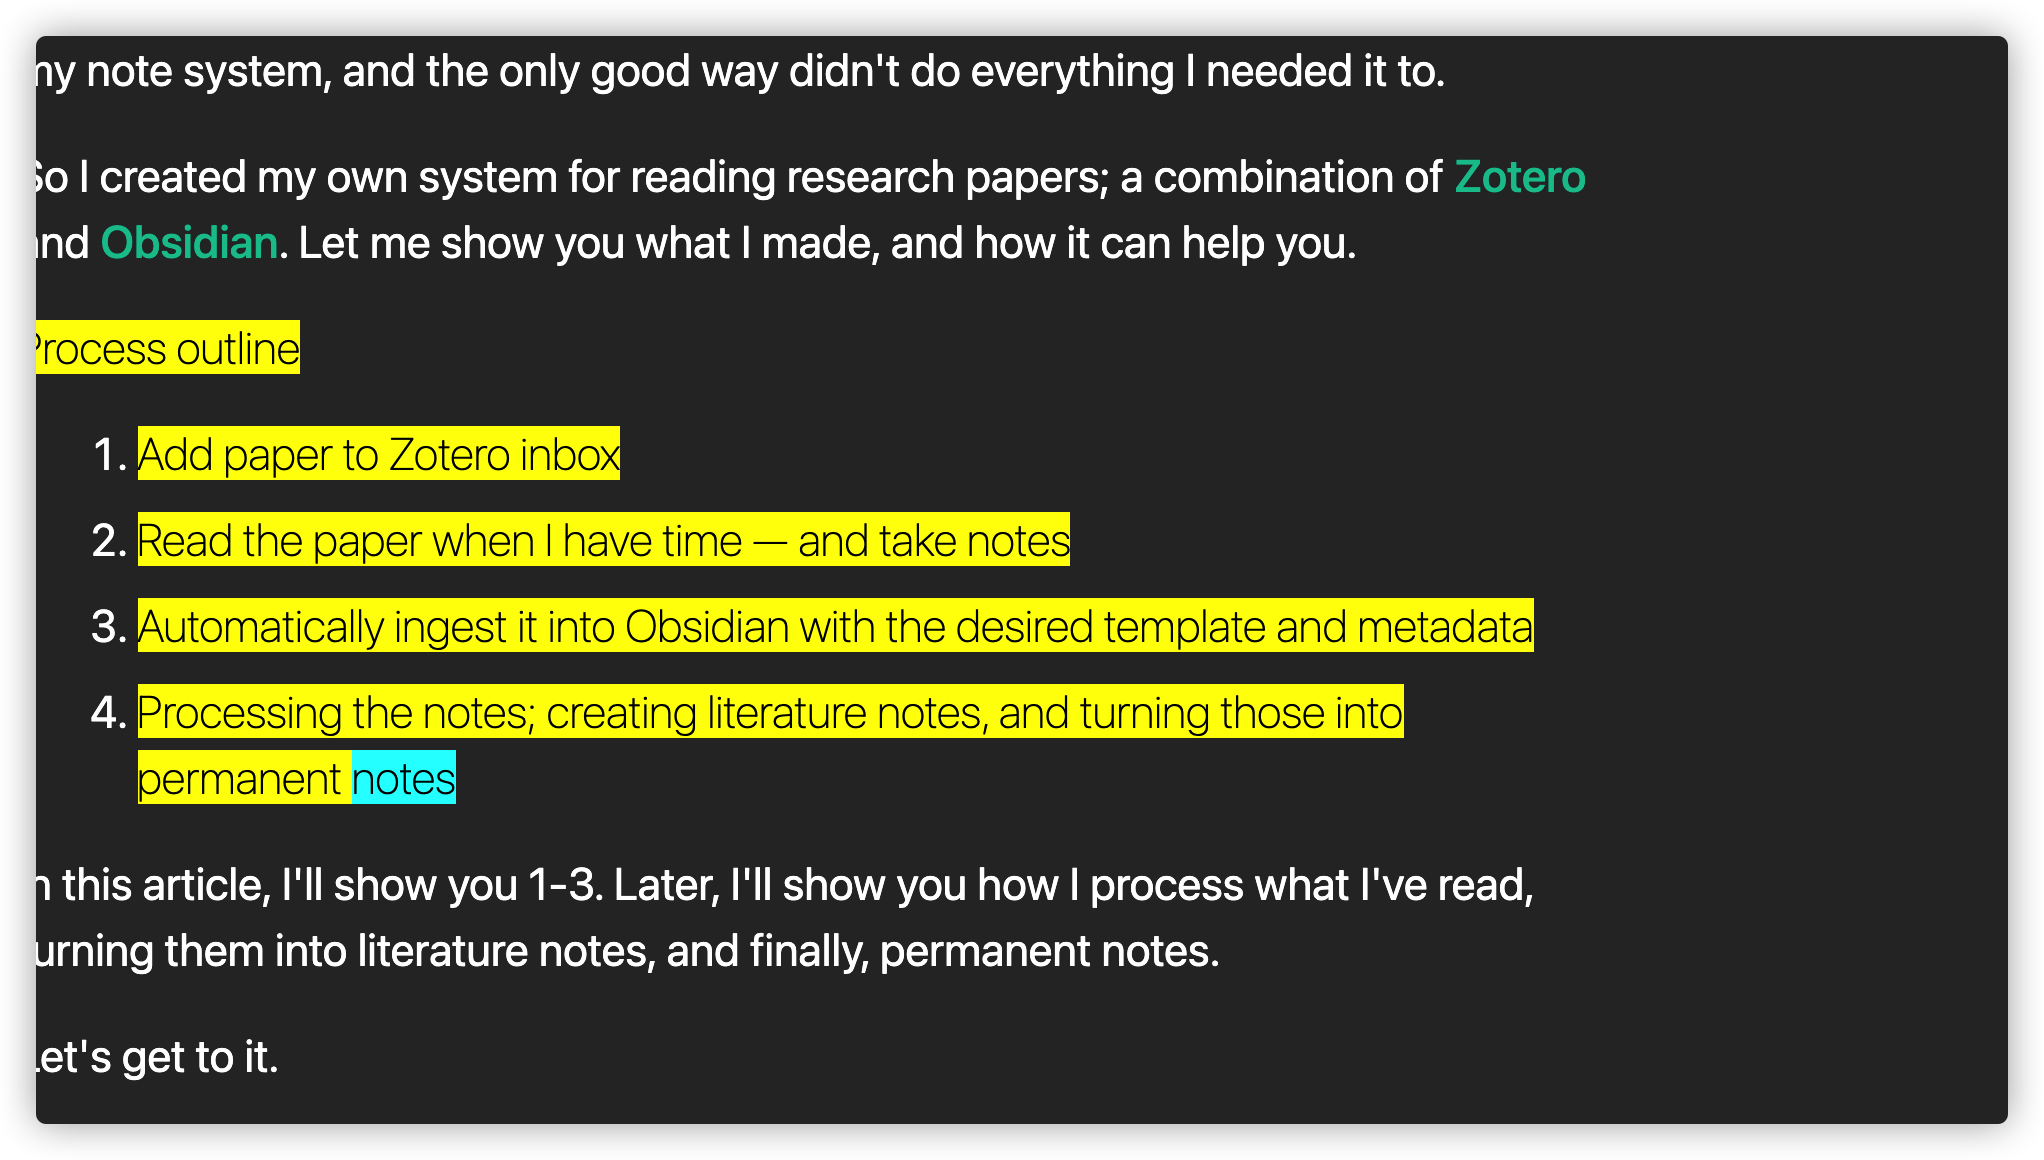 my note system, and the only good way didn't do everything I needed it to.
So I created my own system for reading research papers; a combination of Zotero
and Obsidian. Let me show you what I made, and how it can help you.
Process outline
1. Add paper to Zotero inbox
2. Read the paper when I have time — and take notes
3. Automatically ingest it into Obsidian with the desired template and metadata
4. Processing the notes; creating literature notes, and turning those into
permanent notes
In this article, I'll show you 1-3. Later, I'll show you how I process what I've read,
turning them into literature notes, and finally, permanent notes.
Let's get to it.